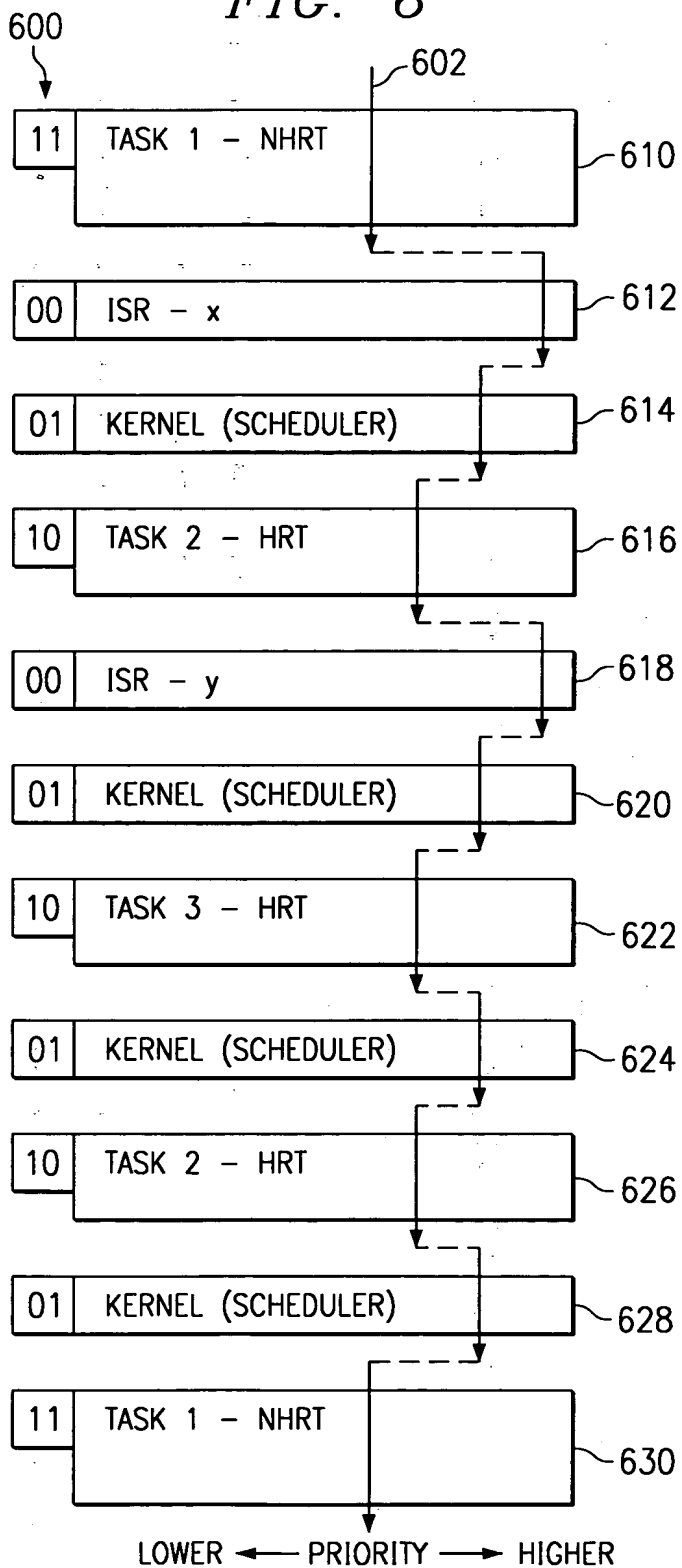 FIG. 6
600
602
11 TASK 1 – NHRT 610
00 ISR – x 612
01 KERNEL (SCHEDULER) 614
10 TASK 2 – HRT 616
00 ISR – y 618
01 KERNEL (SCHEDULER) 620
10 TASK 3 – HRT 622
01 KERNEL (SCHEDULER) 624
10 TASK 2 – HRT 626
01 KERNEL (SCHEDULER) 628
11 TASK 1 – NHRT 630
LOWER PRIORITY HIGHER